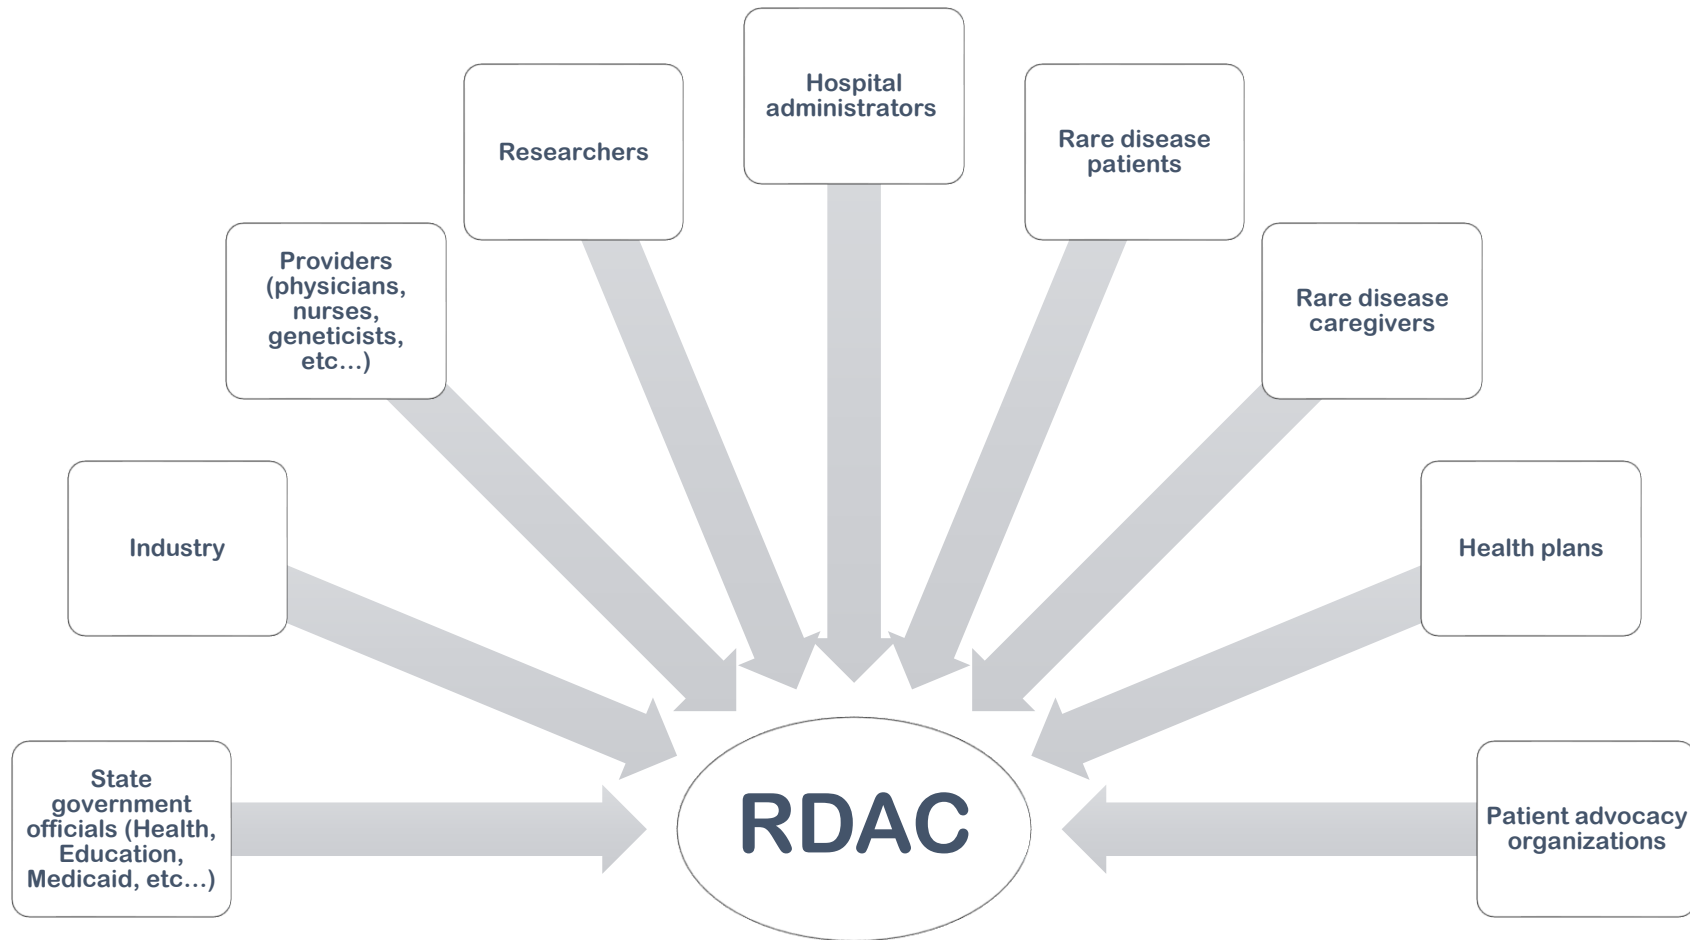 Hospital
administrators
Researchers
Rare disease
patients
Providers
(physicians,
nurses,
geneticists,
etc...)
Rare disease
caregivers
Industry
Health plans
State
government
officials (Health,
Education,
Medicaid, etc...)
RDAC
Patient advocacy
organizations